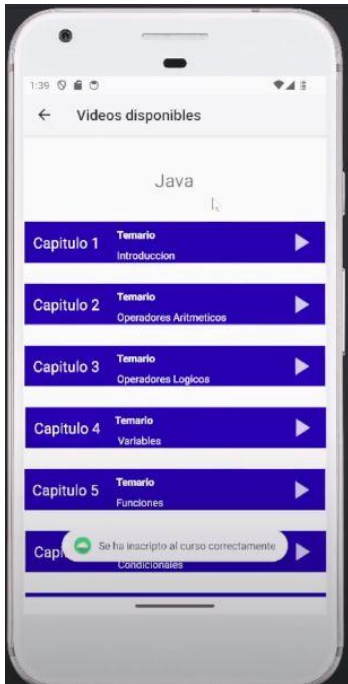 1:39
Videos disponibles
Java
Capitulo 1
Temario
Introduccion
Capitulo 2
Temario
Operadores Aritmeticos
Capitulo 3
Temario
Operadores Logicos
Capitulo 4
Temario
Variables
Capitulo 5
Temario
Funciones
Se ha inscripto al curso correctamente
Condicionales